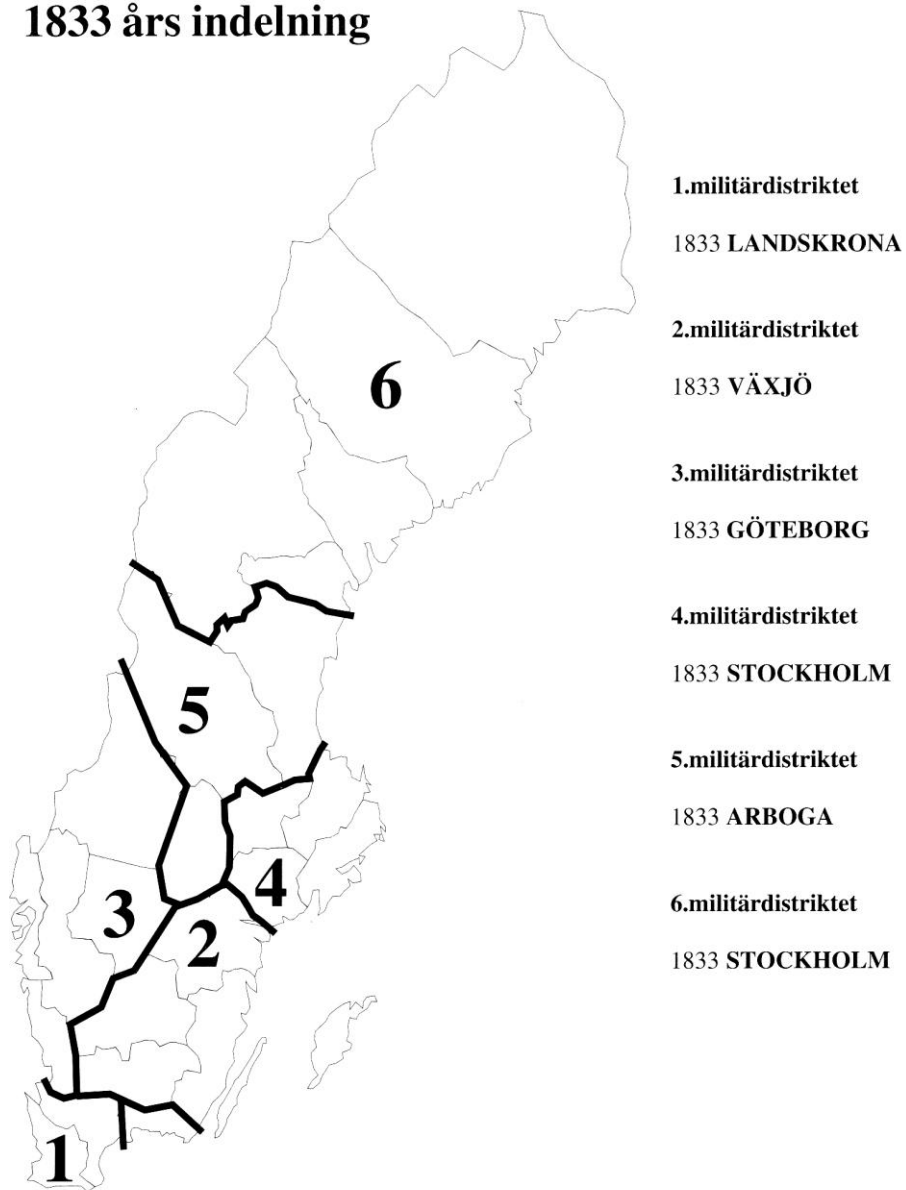 1833 års indelning
1.militärdistriktet
1833 LANDSKRONA
2.militärdistriktet
1833 VÄXJÖ
3.militärdistriktet
1833 GÖTEBORG
4.militärdistriktet
1833 STOCKHOLM
5.militärdistriktet
1833 ARBOGA
6.militärdistriktet
1833 STOCKHOLM
6
5
4
3
2
1